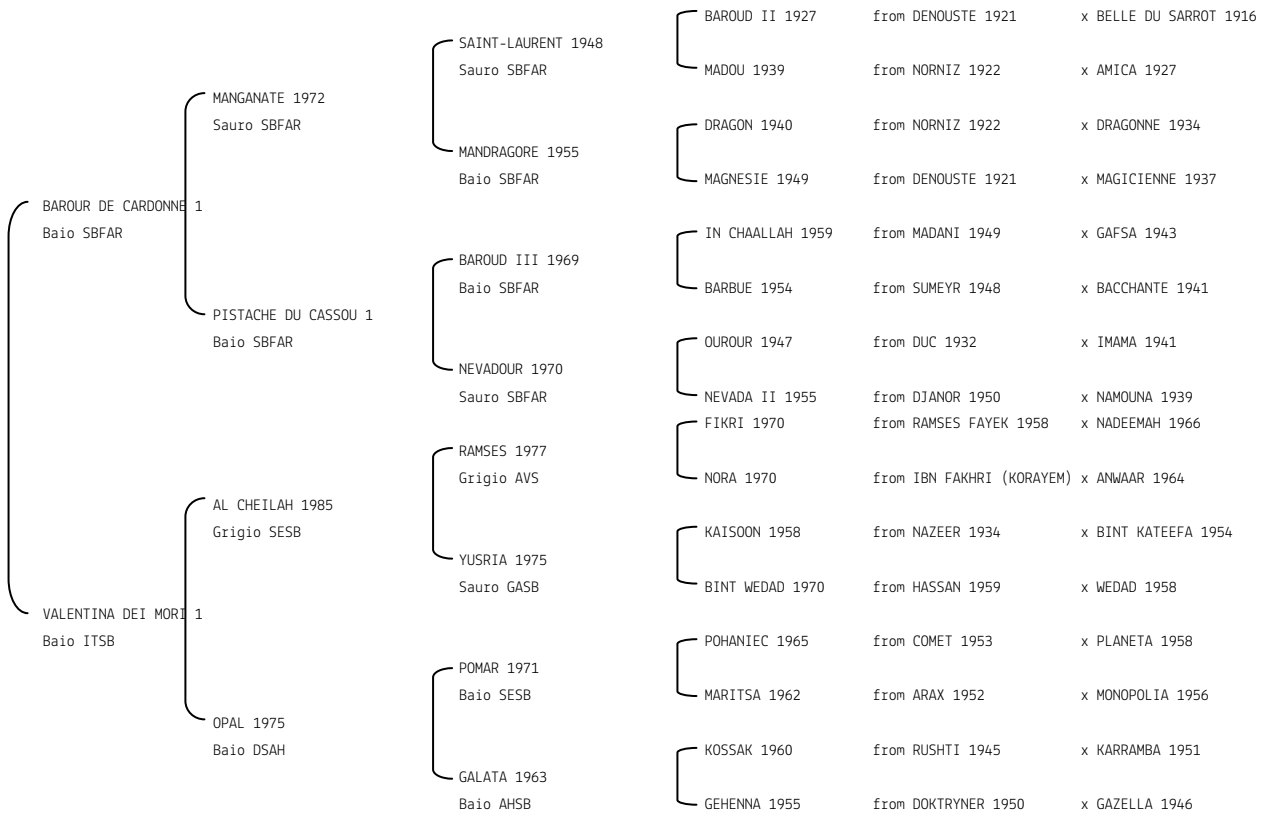 BAROUD II 1927 from DENOUSTE 1921 x BELLE DU SARROT 1916
SAINT-LAURENT 1948
Sauro SBFAR
MADOU 1939 from NORNIZ 1922 x AMICA 1927
MANGANATE 1972
Sauro SBFAR
DRAGON 1940 from NORNIZ 1922 x DRAGONNE 1934
MANDRAGORE 1955
Baio SBFAR
MAGNESIE 1949 from DENOUSTE 1921 x MAGICIENNE 1937
BAROUR DE CARDONNE 1
Baio SBFAR
IN CHAALLAH 1959 from MADANI 1949 x GAFSA 1943
BAROUD III 1969
Baio SBFAR
BARBUE 1954 from SUMEYR 1948 x BACCHANTE 1941
PISTACHE DU CASSOU 1
Baio SBFAR
OUROUR 1947 from DUC 1932 x IMAMA 1941
NEVADOUR 1970
Sauro SBFAR
NEVADA II 1955 from DJANOR 1950 x NAMOUNA 1939
FIKRI 1970 from RAMSES FAYEK 1958 x NADEEMAH 1966
RAMSES 1977
Grigio AVS
NORA 1970 from IBN FAKHRI (KORAYEM) x ANWAAR 1964
AL CHEILAH 1985
Grigio SESB
KAISOON 1958 from NAZEER 1934 x BINT KATEEFA 1954
YUSRIA 1975
Sauro GASB
BINT WEDAD 1970 from HASSAN 1959 x WEDAD 1958
VALENTINA DEI MORI 1
Baio ITSB
POHANIEC 1965 from COMET 1953 x PLANETA 1958
POMAR 1971
Baio SESB
MARITSA 1962 from ARAX 1952 x MONOPOLIA 1956
OPAL 1975
Baio DSAH
KOSSAK 1960 from RUSHTI 1945 x KARRAMBA 1951
GALATA 1963
Baio AHSB
GEHENNA 1955 from DOKTRYNER 1950 x GAZELLA 1946